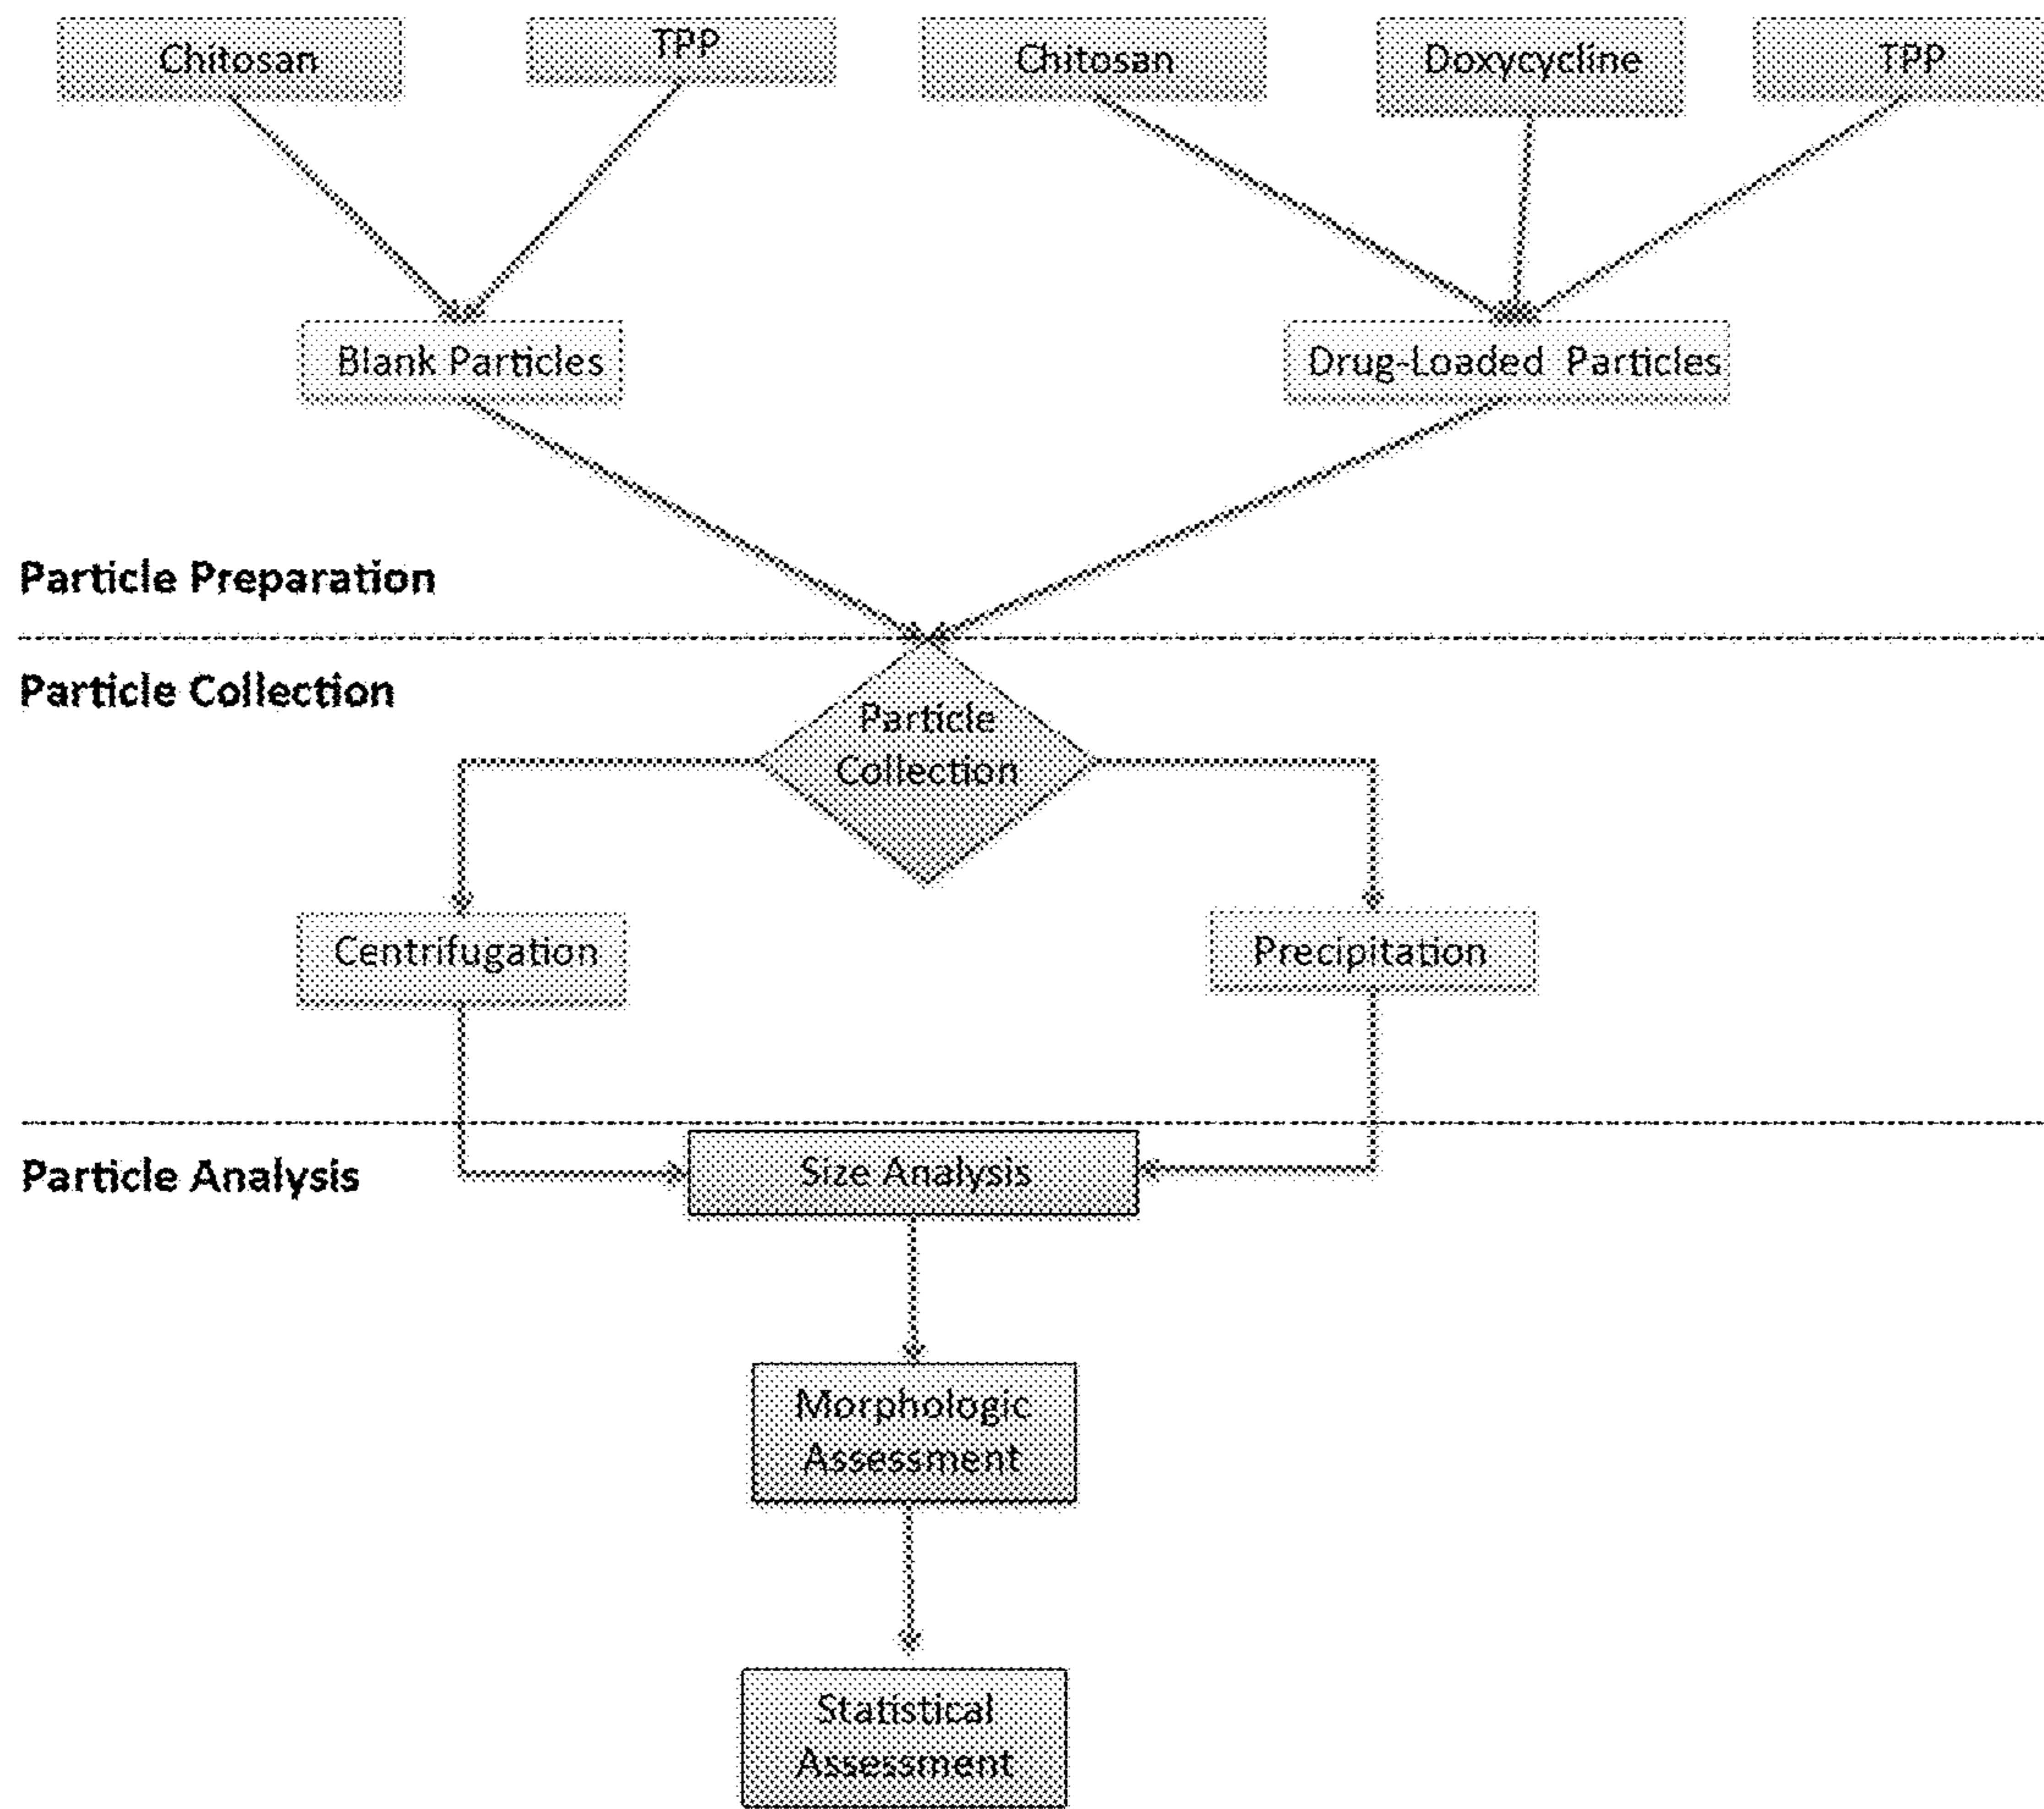 Chitosan
TPP
Chitosan
Doxycycline
TPP
Blank Particles
Drug-Loaded Particles
Particle Preparation
Particle Collection
Particle
Collection
Centrifugation
Precipitation
Particle Analysis
Size Analysis
Morphologic
Assessment
Statistical
Assessment